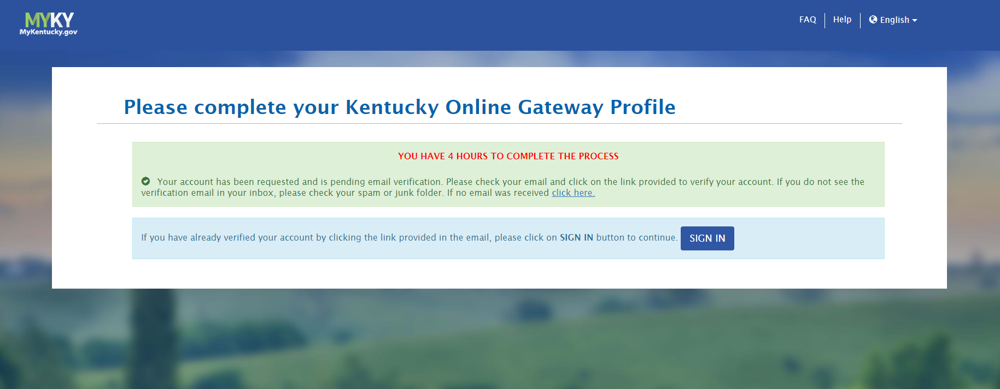 MYKY
MyKentucky.gov
FAQ
Help
English
Please complete your Kentucky Online Gateway Profile
YOU HAVE 4 HOURS TO COMPLETE THE PROCESS
Your account has been requested and is pending email verification. Please check your email and click on the link provided to verify your account. If you do not see the
verification email in your inbox, please check your spam or junk folder. If no email was received click here.
If you have already verified your account by clicking the link provided in the email, please click on SIGN IN button to continue.
SIGN IN